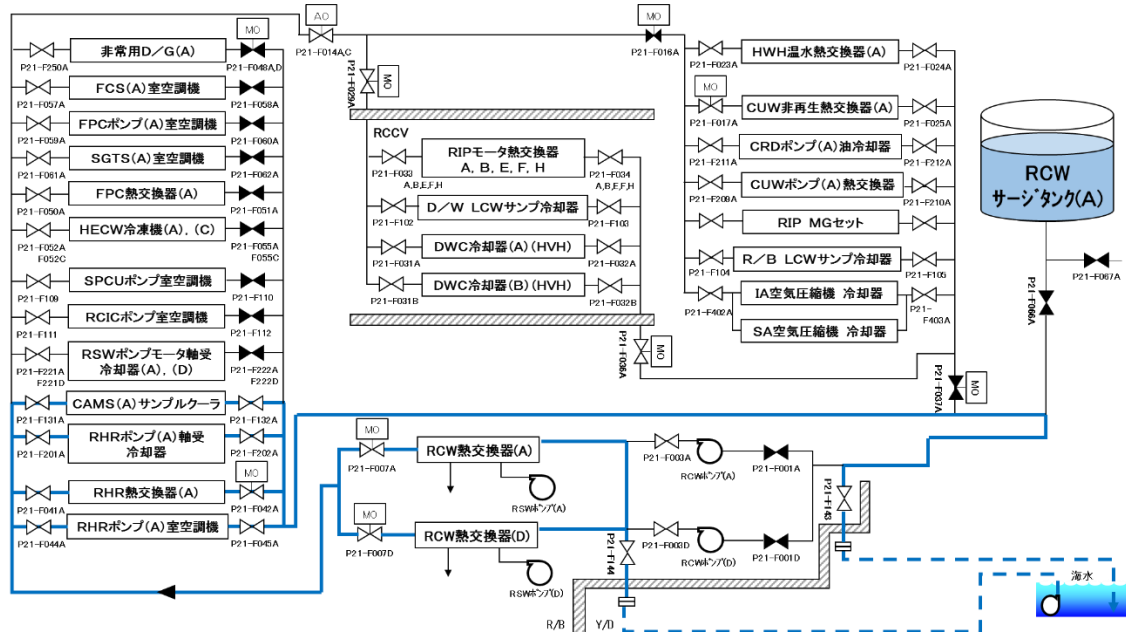 AO
P21-F014A,C
MO
P21-F016A
MO
P21-F029A
非常用D/G(A)
MO
P21-F250A
P21-F048A,D
FCS(A)室空調機
P21-F057A
P21-F058A
FPCポンプ(A)室空調機
P21-F059A
P21-F060A
SGTS(A)室空調機
P21-F061A
P21-F062A
FPC熱交換器(A)
P21-F050A
P21-F051A
HECW冷凍機(A),(C)
P21-F052A
F052C
P21-F055A
F055C
SPCUポンプ室空調機
P21-F109
P21-F110
RCICポンプ室空調機
P21-F111
P21-F112
RSWポンプモータ軸受
冷却器(A),(D)
P21-F221A
F221D
P21-F222A
F222D
CAMS(A)サンプルクーラ
P21-F131A
P21-F132A
RHRポンプ(A)軸受
冷却器
P21-F201A
P21-F202A
MO
RHR熱交換器(A)
P21-F041A
P21-F042A
RHRポンプ(A)室空調機
P21-F044A
P21-F045A
RCCV
RIPモータ熱交換器
A, B, E, F, H
P21-F033
A,B,E,F,H
P21-F034
A,B,E,F,H
D/W LCWサンプ冷却器
P21-F102
P21-F103
DWC冷却器(A)(HVH)
P21-F031A
P21-F032A
DWC冷却器(B)(HVH)
P21-F031B
P21-F032B
P21-F036A
MO
HWH温水熱交換器(A)
P21-F023A
P21-F024A
MO
CUW非再生熱交換器(A)
P21-F017A
P21-F025A
CRDポンプ(A)油冷却器
P21-F211A
P21-F212A
CUWポンプ(A)熱交換器
P21-F209A
P21-F210A
RIP MGセット
R/B LCWサンプ冷却器
P21-F104
P21-F105
IA空気圧縮機 冷却器
P21-F402A
P21-
F403A
SA空気圧縮機 冷却器
P21-F037A
MO
RCW
サージタンク(A)
P21-F067A
P21-F066A
MO
P21-F007A
RCW熱交換器(A)
RSWポンプ(A)
P21-F003A
RCWポンプ(A)
P21-F001A
MO
P21-F007D
RCW熱交換器(D)
RSWポンプ(D)
P21-F003D
RCWポンプ(D)
P21-F001D
P21-F144
P21-F143
海水
R/B
Y/D